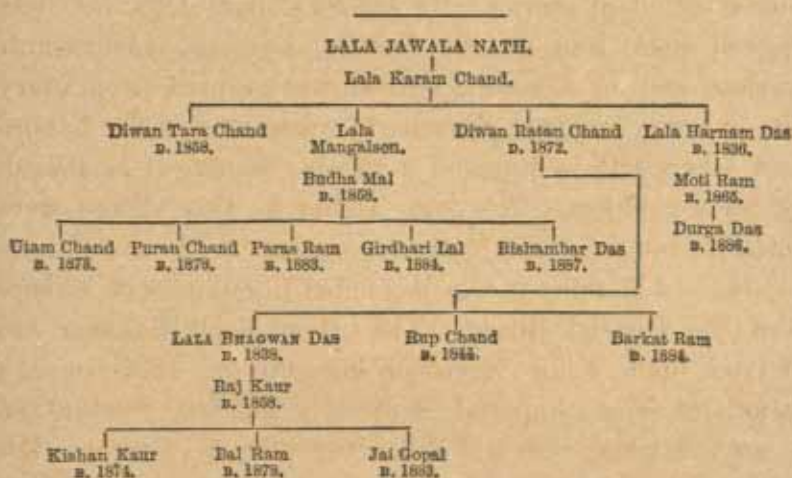 LALA JAWALA NATH.
Lala Karam Chand.
Diwan Tara Chand Lala Diwan Ratan Chand Lala Harnam Das
D. 1858. Mangalsen. D. 1872. B. 1836.
Budha Mal Moti Ram
B. 1858. B. 1865.
Durga Das
B. 1886.
Utam Chand Puran Chand Paras Ram Girdhari Lal Bishambar Das
B. 1878. B. 1883. B. 1884. B. 1887.
LALA BHAGWAN DAS Rup Chand Barkat Ram
B. 1838. B. 1844. B. 1884.
Raj Kaur
B. 1858.
Kishan Kaur Bal Ram Jai Gopal
B. 1874. B. 1883.